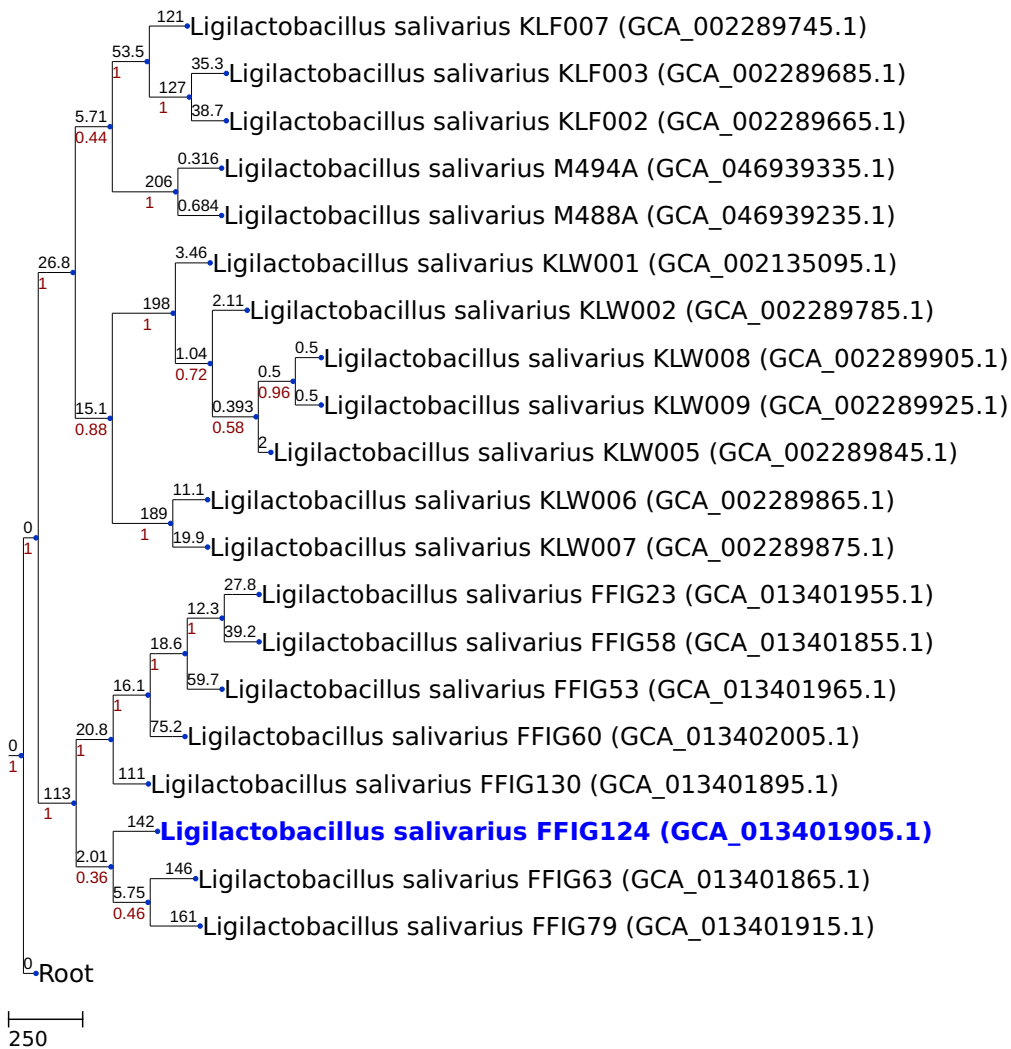 121
Ligilactobacillus salivarius KLF007 (GCA_002289745.1)
53.5
1
35.3
Ligilactobacillus salivarius KLF003 (GCA_002289685.1)
127
1
38.7
Ligilactobacillus salivarius KLF002 (GCA_002289665.1)
5.71
0.44
0.316
Ligilactobacillus salivarius M494A (GCA_046939335.1)
206
1
0.684
Ligilactobacillus salivarius M488A (GCA_046939235.1)
26.8
1
3.46
Ligilactobacillus salivarius KLW001 (GCA_002135095.1)
198
1
2.11
Ligilactobacillus salivarius KLW002 (GCA_002289785.1)
1.04
0.72
0.5
Ligilactobacillus salivarius KLW008 (GCA_002289905.1)
0.5
0.96
0.5
Ligilactobacillus salivarius KLW009 (GCA_002289925.1)
0.393
0.58
15.1
0.88
2
Ligilactobacillus salivarius KLW005 (GCA_002289845.1)
11.1
Ligilactobacillus salivarius KLW006 (GCA_002289865.1)
189
1
0
1
19.9
Ligilactobacillus salivarius KLW007 (GCA_002289875.1)
27.8
Ligilactobacillus salivarius FFIG23 (GCA_013401955.1)
12.3
1
39.2
Ligilactobacillus salivarius FFIG58 (GCA_013401855.1)
18.6
1
59.7
Ligilactobacillus salivarius FFIG53 (GCA_013401965.1)
16.1
1
75.2
Ligilactobacillus salivarius FFIG60 (GCA_013402005.1)
20.8
1
0
1
111
Ligilactobacillus salivarius FFIG130 (GCA_013401895.1)
113
1
142
Ligilactobacillus salivarius FFIG124 (GCA_013401905.1)
2.01
0.36
146
Ligilactobacillus salivarius FFIG63 (GCA_013401865.1)
5.75
0.46
161
Ligilactobacillus salivarius FFIG79 (GCA_013401915.1)
0
Root
250